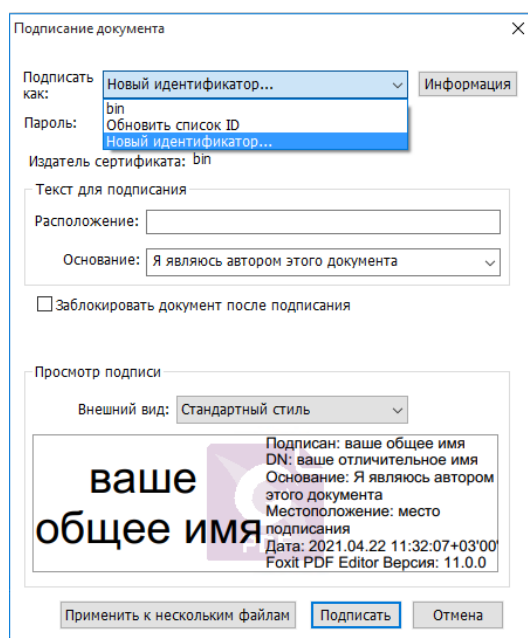 Подписание документа
Подписать как:
Новый идентификатор...
Информация
bin
Обновить список ID
Новый идентификатор...
Пароль:
Издатель сертификата: bin
Текст для подписания
Расположение:
Основание: Я являюсь автором этого документа
Заблокировать документ после подписания
Просмотр подписи
Внешний вид: Стандартный стиль
ваше
общее имя
Подписан: ваше общее имя
DN: ваше отличительное имя
Основание: Я являюсь автором
этого документа
Местоположение: место
подписания
Дата: 2021.04.22 11:32:07+03'00'
Foxit PDF Editor Версия: 11.0.0
PDF
Применить к нескольким файлам
Подписать
Отмена